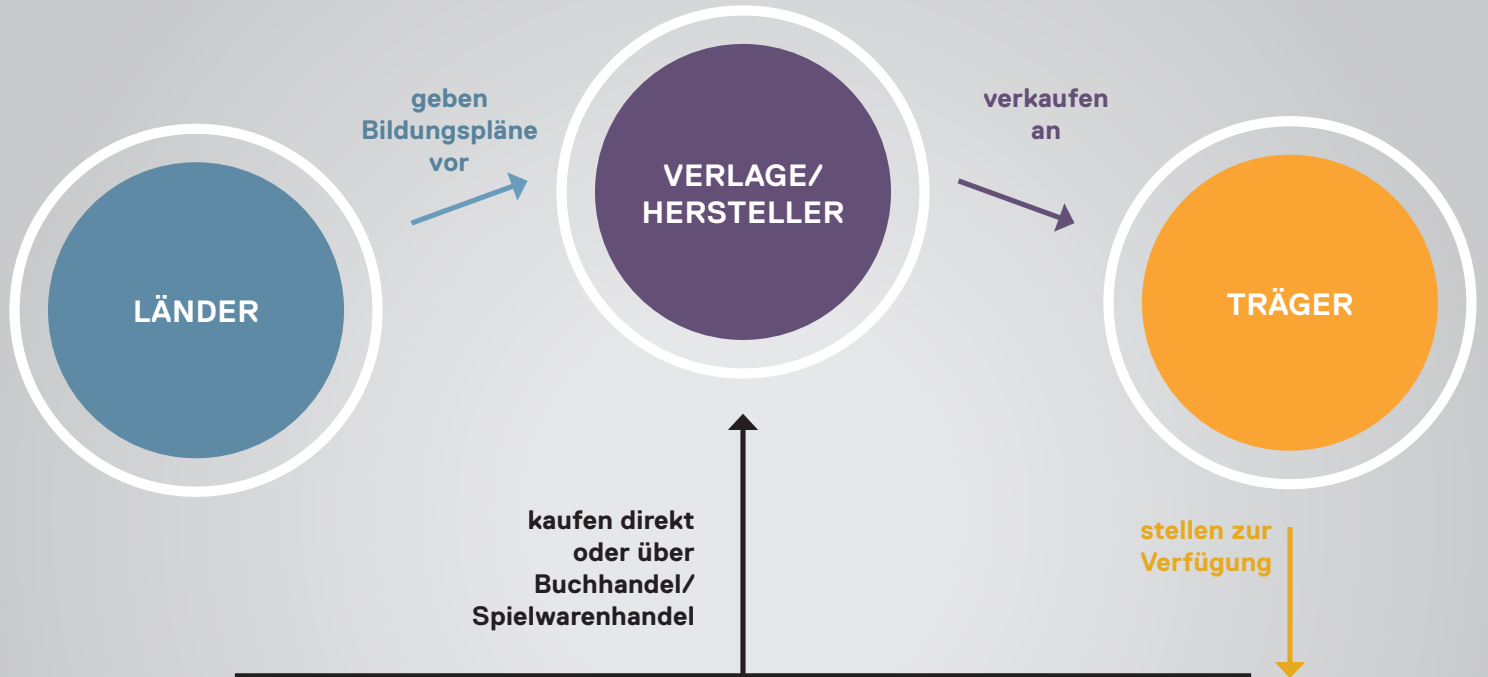 geben
Bildungspläne
vor
verkaufen
an
VERLAGE/
HERSTELLER
LÄNDER
TRÄGER
kaufen direkt
oder über
Buchhandel/
Spielwarenhandel
stellen zur
Verfügung